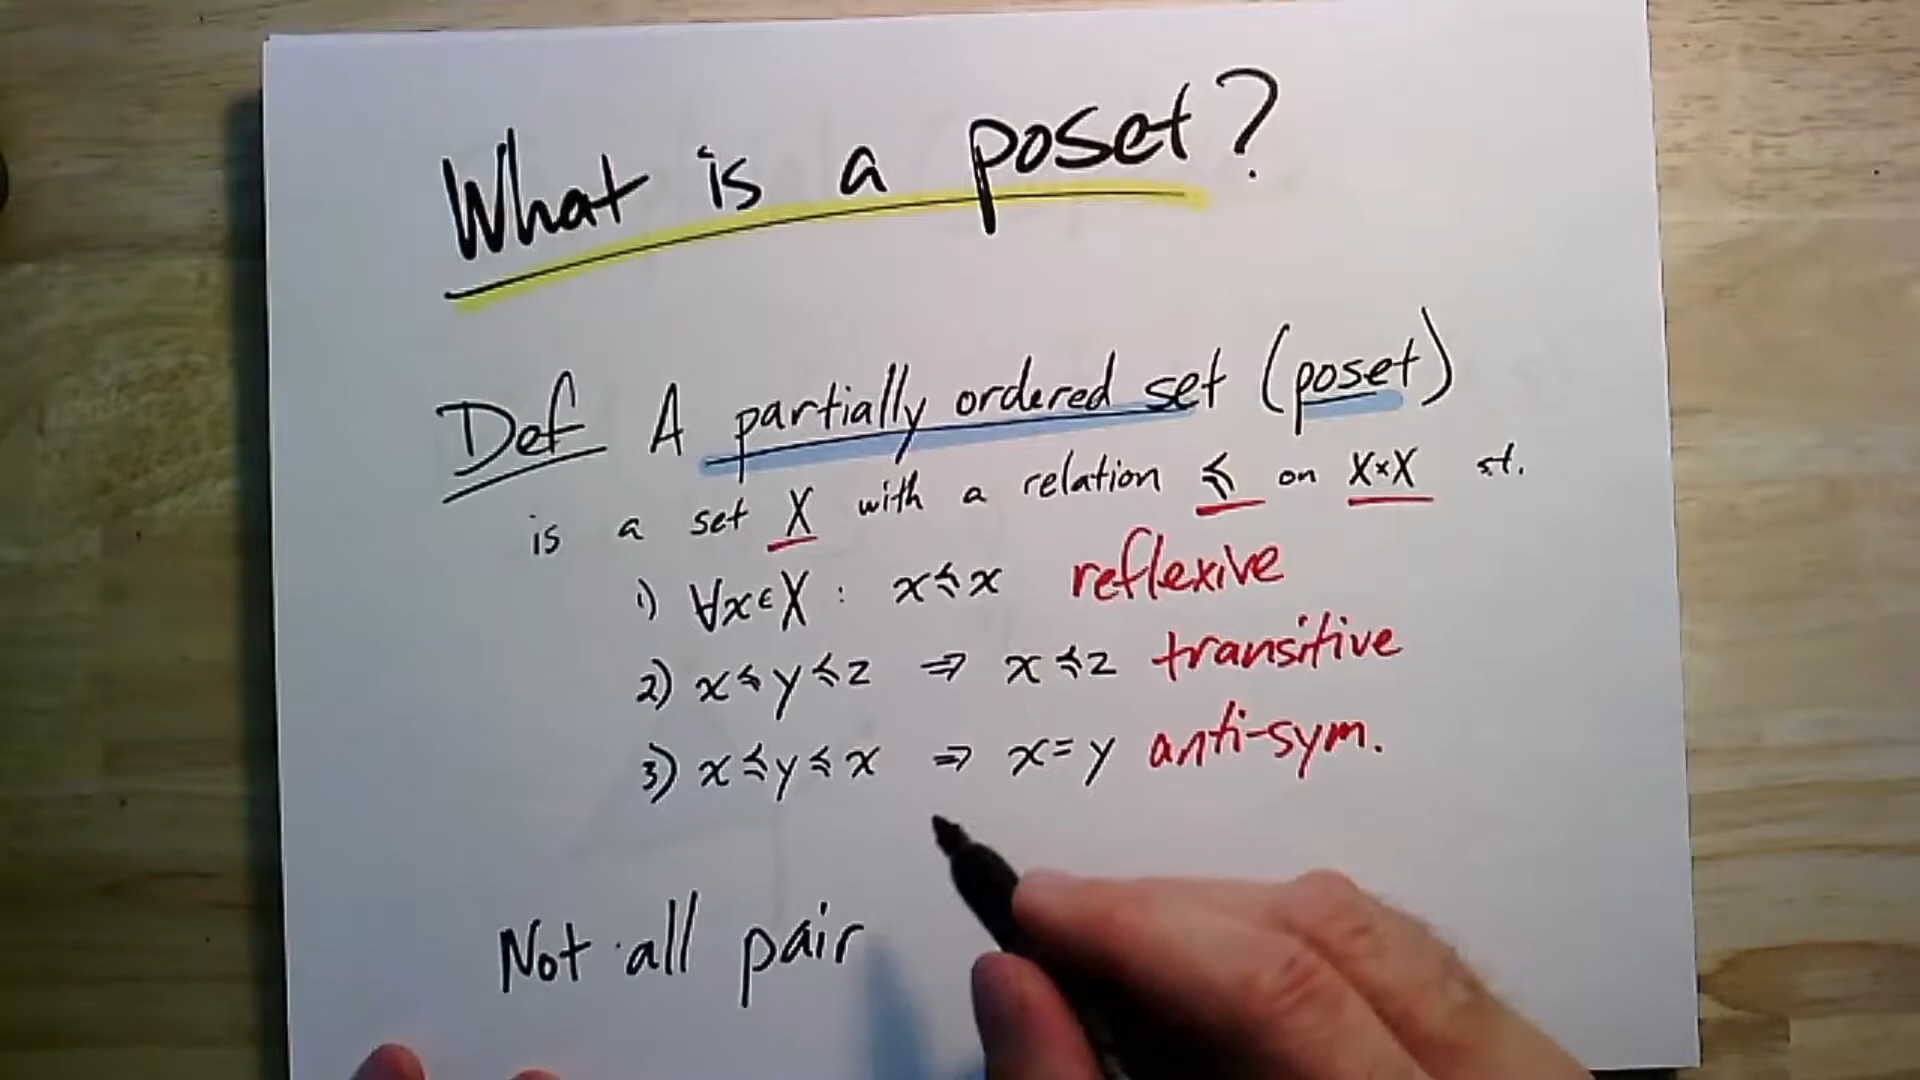 What is a poset?
Def A partially ordered set (poset)
is a set X with a relation ⩽ on X×X st.
1) ∀x∈X : x⩽x reflexive
2) x⩽y⩽z ⇒ x⩽z transitive
3) x⩽y⩽x ⇒ x=y anti-sym.
Not all pair